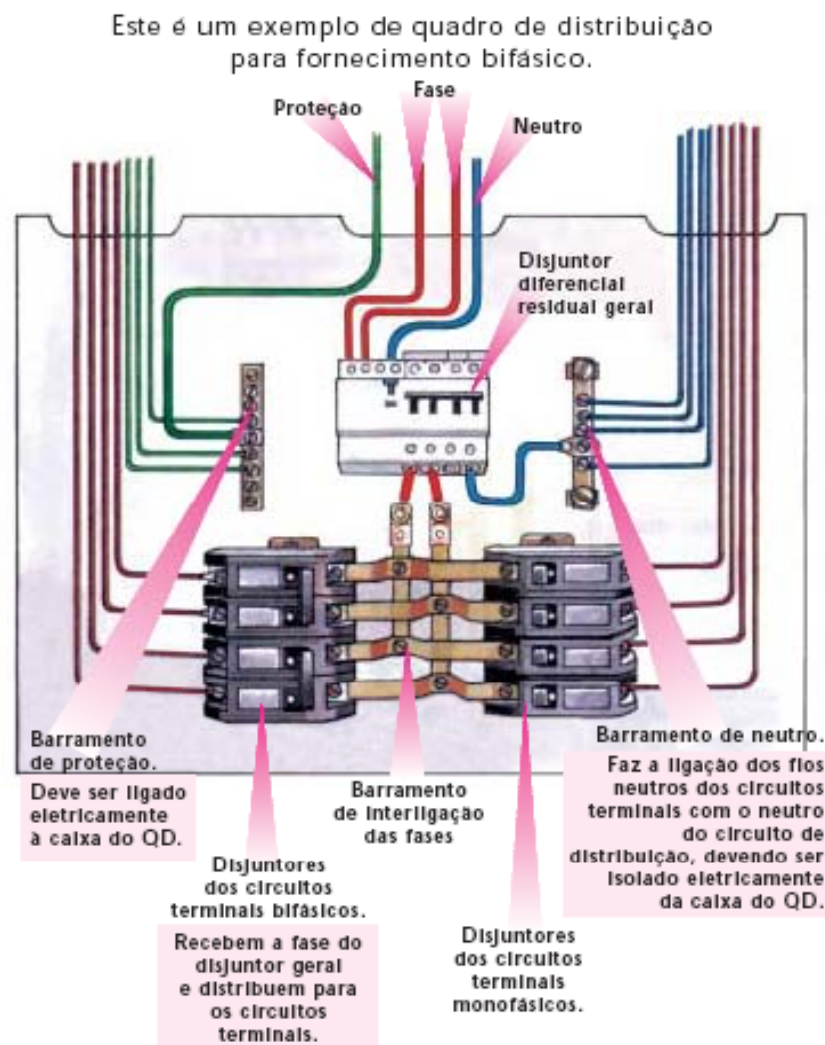 Este é um exemplo de quadro de distribuição
para fornecimento bifásico.
Fase
Proteção
Neutro
Disjuntor
diferencial
residual geral
Barramento
de proteção.
Deve ser ligado
eletricamente
à caixa do QD.
Disjuntores
dos circuitos
terminais bifásicos.
Recebem a fase do
disjuntor geral
e distribuem para
os circuitos
terminais.
Barramento
de interligação
das fases
Disjuntores
dos circuitos
terminais
monofásicos.
Barramento de neutro.
Faz a ligação dos fios
neutros dos circuitos
terminais com o neutro
do circuito de
distribuição, devendo ser
isolado eletricamente
da caixa do QD.